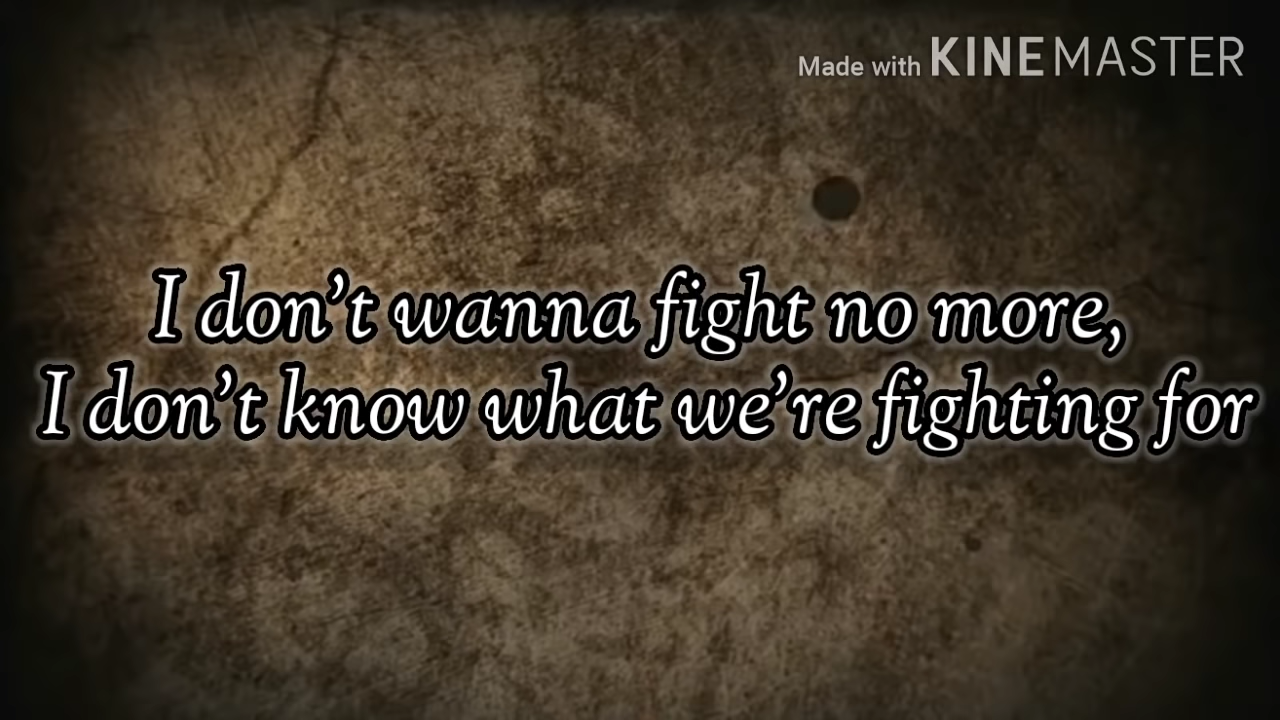 Made with KINEMASTER
I don’t wanna fight no more,
I don’t know what we’re fighting for